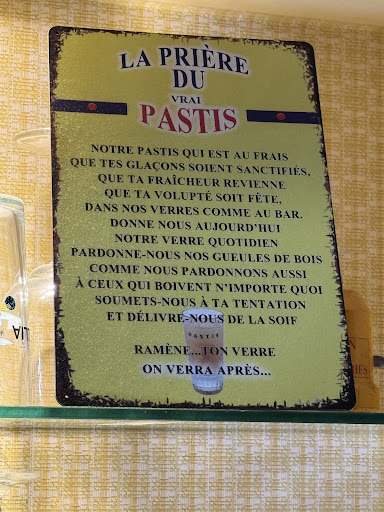 LA PRIÈRE
DU
VRAI
PASTIS
NOTRE PASTIS QUI EST AU FRAIS
QUE TES GLAÇONS SOIENT SANCTIFIÉS,
QUE TA FRAÎCHEUR REVIENNE
QUE TA VOLUPTÉ SOIT FÊTE,
DANS NOS VERRES COMME AU BAR.
DONNE NOUS AUJOURD'HUI
NOTRE VERRE QUOTIDIEN
PARDONNE-NOUS NOS GUEULES DE BOIS
COMME NOUS PARDONNONS AUSSI
À CEUX QUI BOIVENT N'IMPORTE QUOI
SOUMETS-NOUS À TA TENTATION
ET DÉLIVRE-NOUS DE LA SOIF
PASTIS
RAMÈNE...TON VERRE
ON VERRA APRÈS...